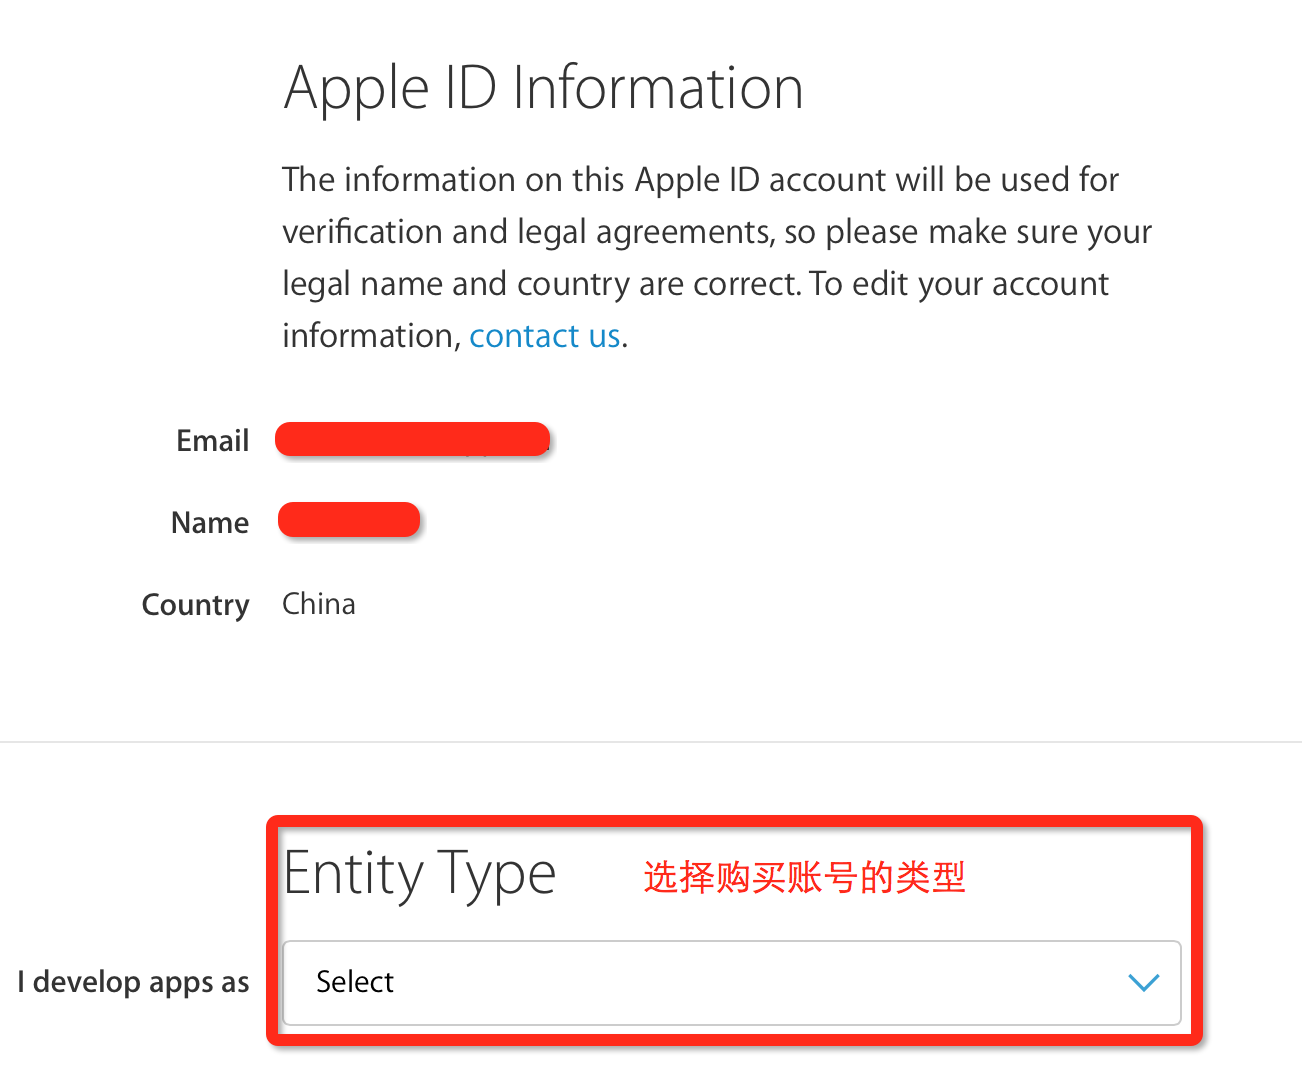 Apple ID Information
The information on this Apple ID account will be used for
verification and legal agreements, so please make sure your
legal name and country are correct. To edit your account
information, contact us.
Email
Name
Country China
Entity Type 选择购买账号的类型
I develop apps as Select